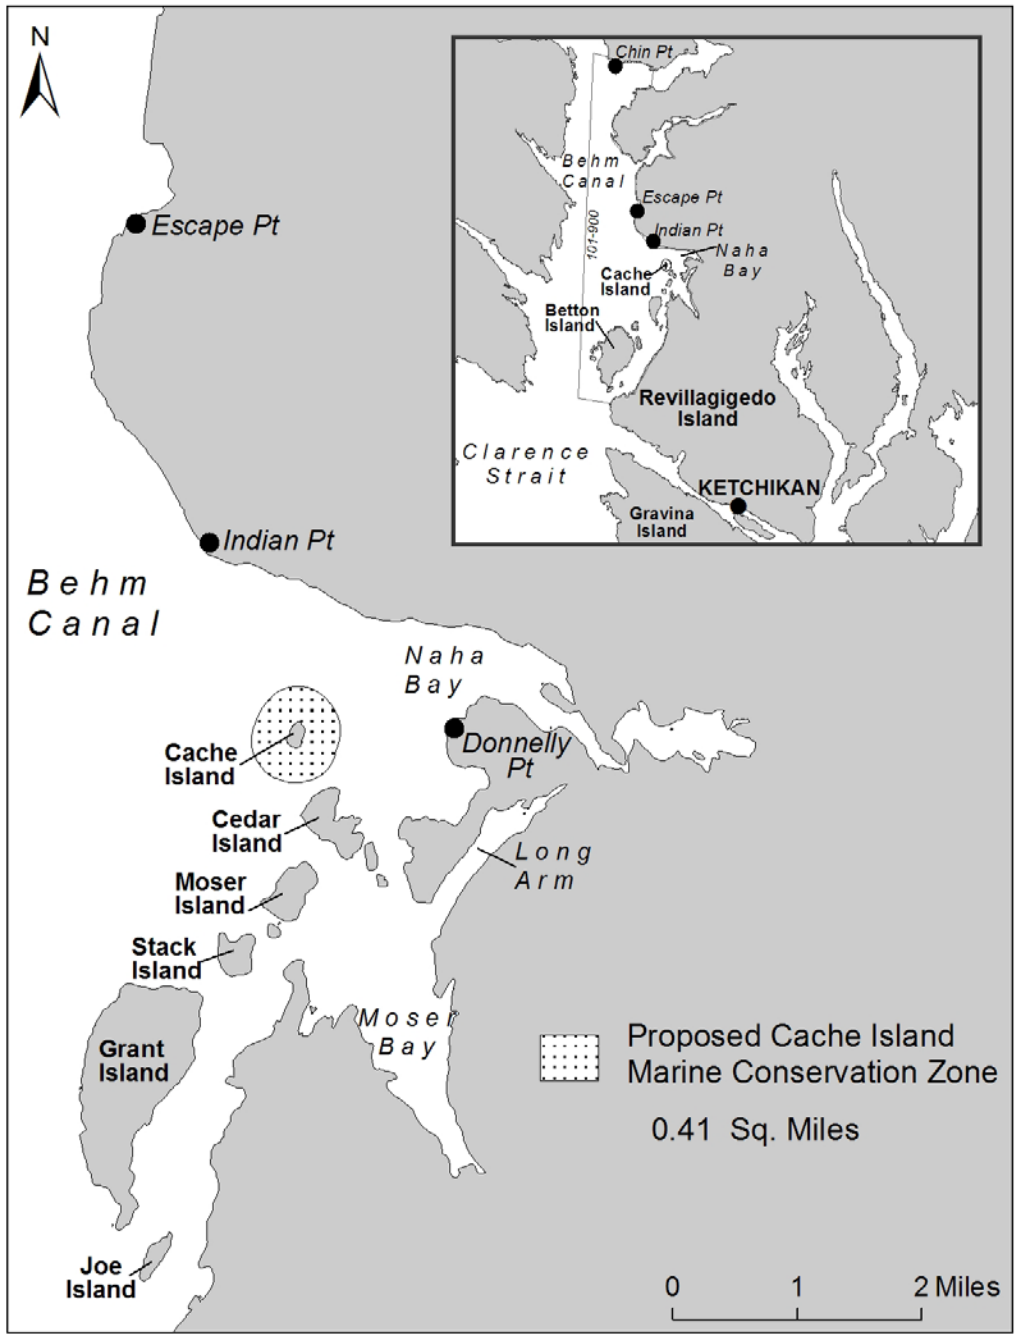 N
Escape Pt
Indian Pt
Behm
Canal
Naha
Bay
Donnelly
Pt
Cache
Island
Cedar
Island
Long
Arm
Moser
Island
Stack
Island
Moser
Bay
Grant
Island
Joe
Island
Chin Pt
Behm
Canal
Escape Pt
101-900
Indian Pt
Naha
Bay
Cache
Island
Betton
Island
Revillagigedo
Island
Clarence
Strait
KETCHIKAN
Gravina
Island
Proposed Cache Island
Marine Conservation Zone
0.41 Sq. Miles
0 1 2 Miles